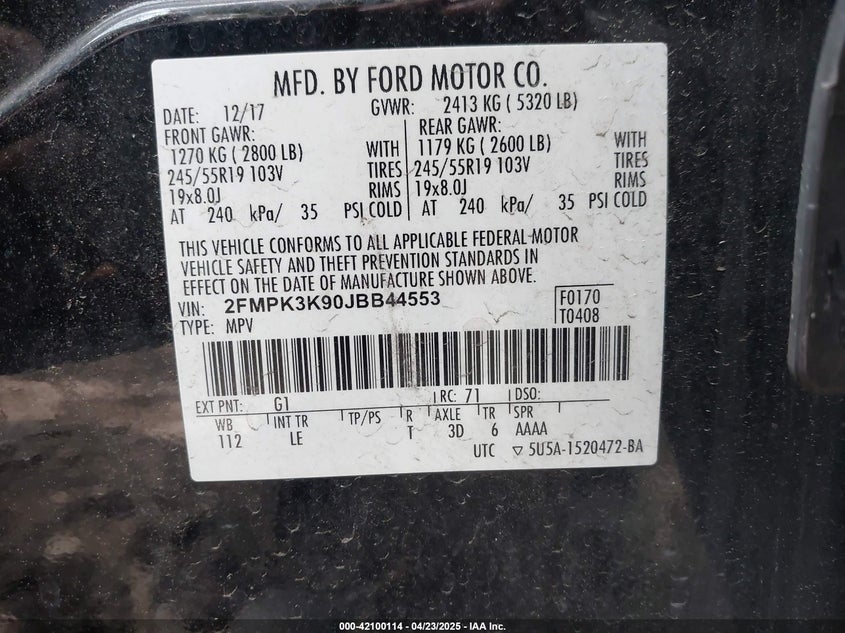 MFD. BY FORD MOTOR CO.
DATE: 12/17 GVWR: 2413 KG ( 5320 LB)
FRONT GAWR: REAR GAWR:
1270 KG ( 2800 LB) WITH 1179 KG ( 2600 LB) WITH
245/55R19 103V TIRES 245/55R19 103V TIRES
19x8.0J RIMS 19x8.0J RIMS
AT 240 kPa/ 35 PSI COLD AT 240 kPa/ 35 PSI COLD
THIS VEHICLE CONFORMS TO ALL APPLICABLE FEDERAL MOTOR
VEHICLE SAFETY AND THEFT PREVENTION STANDARDS IN
EFFECT ON THE DATE OF MANUFACTURE SHOWN ABOVE.
VIN: 2FMPK3K90JBB44553 F0170
TYPE: MPV T0408
EXT PNT: G1 RC: 71 DSO:
WB INT TR TP/PS R AXLE TR SPR
112 LE T 3D 6 AAAA
UTC ▽ 5U5A-1520472-BA
000-42100114 - 04/23/2025 - IAA Inc.